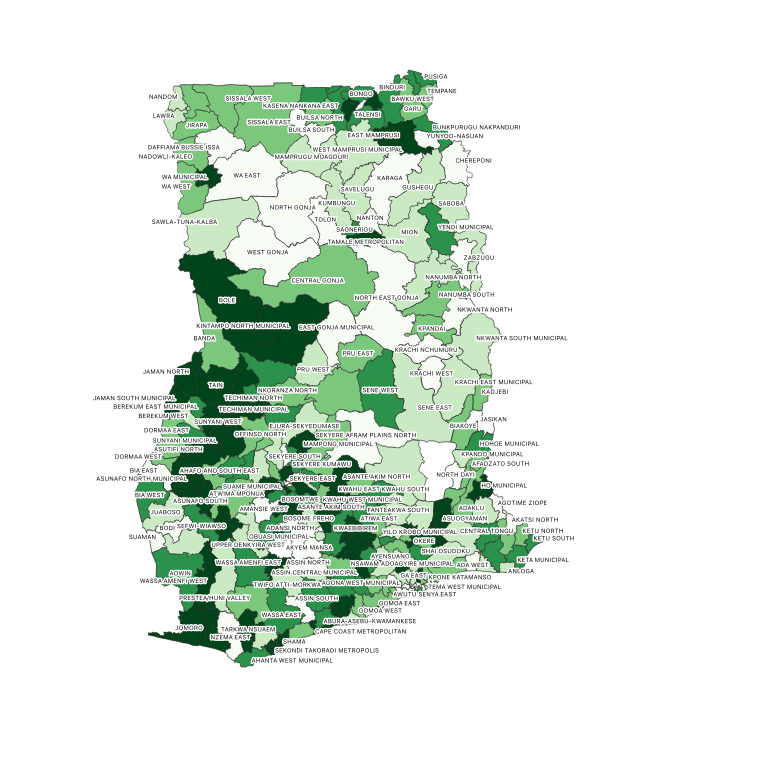 PUSIGA
BINDURI
TEMPANE
NANDOM
BONGO
SISSALA WEST
BAWKU WEST
KASENA NANKANA EAST
GARU
LAWRA
TALENSI
BUILSA NORTH
JIRAPA
SISSALA EAST
BUNKPURUGU NAKPANDURI
BUILSA SOUTH
EAST MAMPRUSI
YUNYOO-NASUAN
DAFFIAMA BUSSIE ISSA
WEST MAMPRUSI MUNICIPAL
NADOWLI-KALEO
MAMPRUGU MOAGDURI
CHEREPONI
WA MUNICIPAL
WA EAST
KARAGA
WA WEST
SAVELUGU
GUSHEGU
KUMBUNGU
SABOBA
NORTH GONJA
TOLON
NANTON
SAWLA-TUNA-KALBA
SAGNERIGU
YENDI MUNICIPAL
MION
TAMALE METROPOLITAN
WEST GONJA
ZABZUGU
CENTRAL GONJA
NANUMBA NORTH
NORTH EAST GONJA
NANUMBA SOUTH
BOLE
NKWANTA NORTH
KINTAMPO NORTH MUNICIPAL
EAST GONJA MUNICIPAL
KPANDAI
BANDA
NKWANTA SOUTH MUNICIPAL
PRU EAST
KRACHI NCHUMURU
JAMAN NORTH
PRU WEST
KRACHI WEST
TAIN
KRACHI EAST MUNICIPAL
NKORANZA NORTH
SENE WEST
KADJEBI
JAMAN SOUTH MUNICIPAL
TECHIMAN NORTH
BEREKUM EAST MUNICIPAL
TECHIMAN MUNICIPAL
SENE EAST
BEREKUM WEST
SUNYANI WEST
JASIKAN
EJURA-SEKYEDUMASE
BIAKOYE
DORMAA EAST
OFFINSO NORTH
SEKYERE AFRAM PLAINS NORTH
SUNYANI MUNICIPAL
MAMPONG MUNICIPAL
HOHOE MUNICIPAL
ASUTIFI NORTH
KPANDO MUNICIPAL
DORMAA WEST
SEKYERE SOUTH
AFADZATO SOUTH
SEKYERE KUMAWU
BIA EAST
AHAFO ANO SOUTH EAST
ASUNAFO NORTH MUNICIPAL
SEKYERE EAST
ASANTE AKIM NORTH
NORTH DAYI
SUAME MUNICIPAL
HO MUNICIPAL
BIA WEST
ATWIMA MPONUA
KWAHU EAST
KWAHU SOUTH
ASUNAFO SOUTH
BOSOMTWE
KWAHU WEST MUNICIPAL
AGOTIME ZIOPE
AMANSIE WEST
ASANTE AKIM SOUTH
FANTEAKWA SOUTH
ADAKLU
JUABOSO
BOSOME FREHO
ATIWA EAST
ASUOGYAMAN
AKATSI NORTH
BODI
SEFWI-WIAWSO
ADANSI NORTH
KWAEBIBIREM
YILO KROBO MUNICIPAL
CENTRAL TONGU
KETU NORTH
SUAMAN
OBUASI MUNICIPAL
OKERE
KETU SOUTH
UPPER DENKYIRA WEST
AKYEM MANSA
SHAI OSUDOKU
AYENSUANO
KETA MUNICIPAL
WASSA AMENFI EAST
ASSIN NORTH
NSAWAM ADOAGYIRE MUNICIPAL
ADA WEST
AOWIN
ASSIN CENTRAL MUNICIPAL
ANLOGA
WASSA AMENFI WEST
GA EAST
KPONE KATAMANSO
TWIFO ATTI-MORKWA
AGONA WEST MUNICIPAL
TEMA WEST MUNICIPAL
PRESTEA/HUNI VALLEY
ASSIN SOUTH
AWUTU SENYA EAST
GOMOA EAST
GOMOA WEST
WASSA EAST
ABURA-ASEBU-KWAMANKESE
JOMORO
TARKWA NSUAEM
CAPE COAST METROPOLITAN
NZEMA EAST
SHAMA
SEKONDI TAKORADI METROPOLIS
AHANTA WEST MUNICIPAL